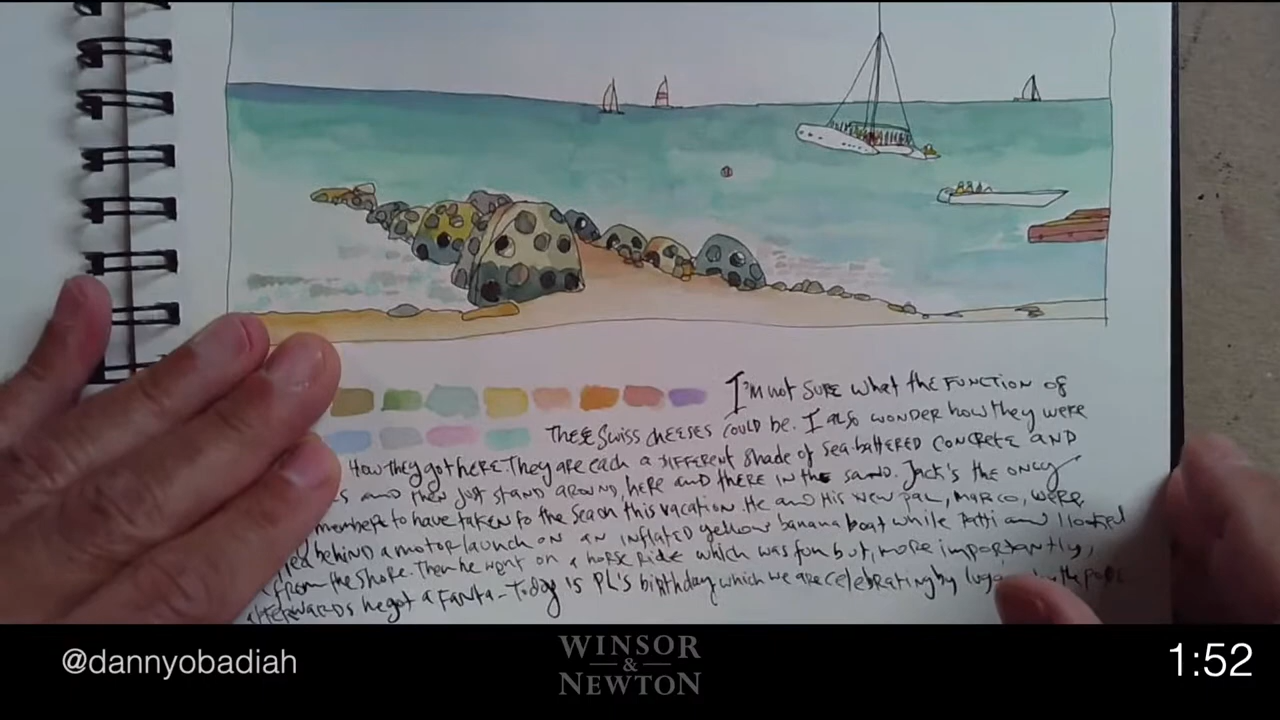 I'm not SURE what the FUNCTION of
THESE SWISS CHEESES COULD be. I also wonder how they were
How they got here. They are each a DIFFERENT shade of sea-battered CONCRETE AND
AND then just stand around, here and there in the sand. Jack's the only
to have taken to the sea on this vacation He and His new pal, MARCO, were
behind a motor launch on an inflated yellow banana boat while Patti and I looked
from the shore. Then he went on a horse ride which was fun but, more importantly,
afterwards he got a FANTA - Today is PL's birthday which we are celebrating by
@dannyobadiah
WINSOR
&
NEWTON
1:52